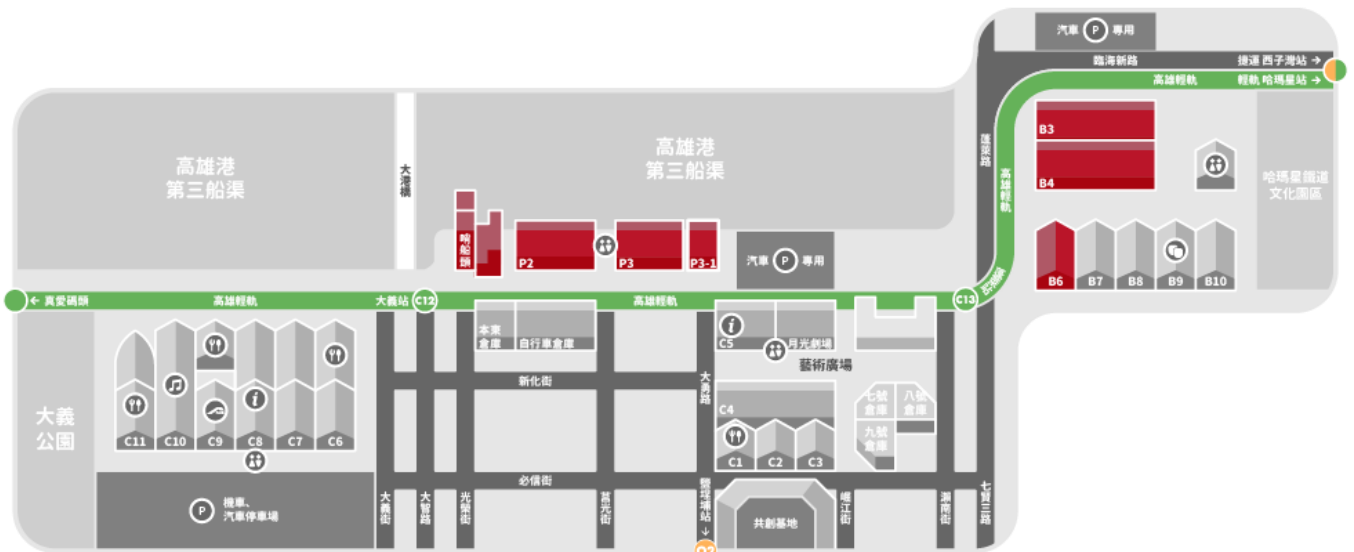 汽車 P 專用
臨海新路
捷運 西子灣站 →
高雄輕軌
輕軌 哈瑪星站 →
高雄港
第三船渠
大港橋
高雄港
第三船渠
蓬萊路
高雄輕軌
B3
B4
哈瑪星鐵道
文化園區
哨船頭
P2
P3
P3-1
汽車 P 專用
B6
B7
B8
B9
B10
← 真愛碼頭
高雄輕軌
大義站
C12
高雄輕軌
C13
本東
倉庫
自行車倉庫
C5
月光劇場
藝術廣場
新化街
大勇路
大義
公園
C11
C10
C9
C8
C7
C6
C4
C1
C2
C3
七號
倉庫
八號
倉庫
九號
倉庫
必信街
P
機車、
汽車停車場
大義街
大智路
光榮街
莒光街
鹽埕埔站 →
O2
共創基地
堀江街
瀨南街
七賢三路